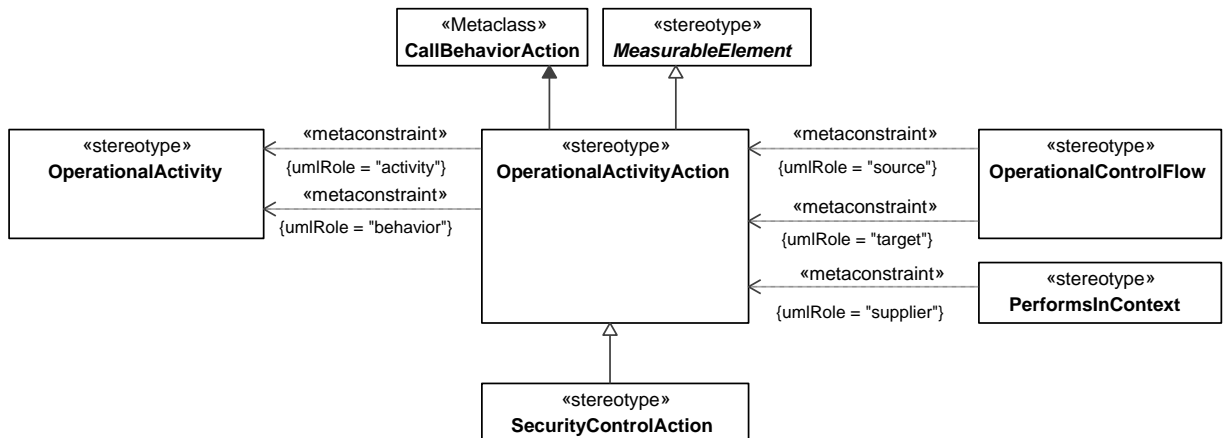 «Metaclass»
CallBehaviorAction
«stereotype»
MeasurableElement
«stereotype»
OperationalActivity
«metaconstraint»
{umlRole = "activity"}
«metaconstraint»
{umlRole = "behavior"}
«stereotype»
OperationalActivityAction
«metaconstraint»
{umlRole = "source"}
«metaconstraint»
{umlRole = "target"}
«metaconstraint»
{umlRole = "supplier"}
«stereotype»
OperationalControlFlow
«stereotype»
PerformsInContext
«stereotype»
SecurityControlAction